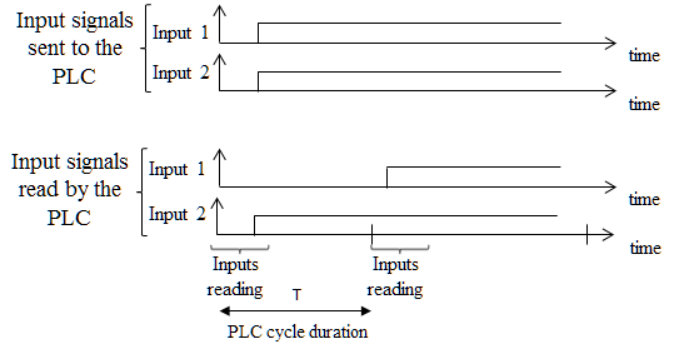 Input signals
sent to the
PLC
Input 1
time
Input 2
time
Input signals
read by the
PLC
Input 1
time
Input 2
time
Inputs
reading
Inputs
reading
T
PLC cycle duration